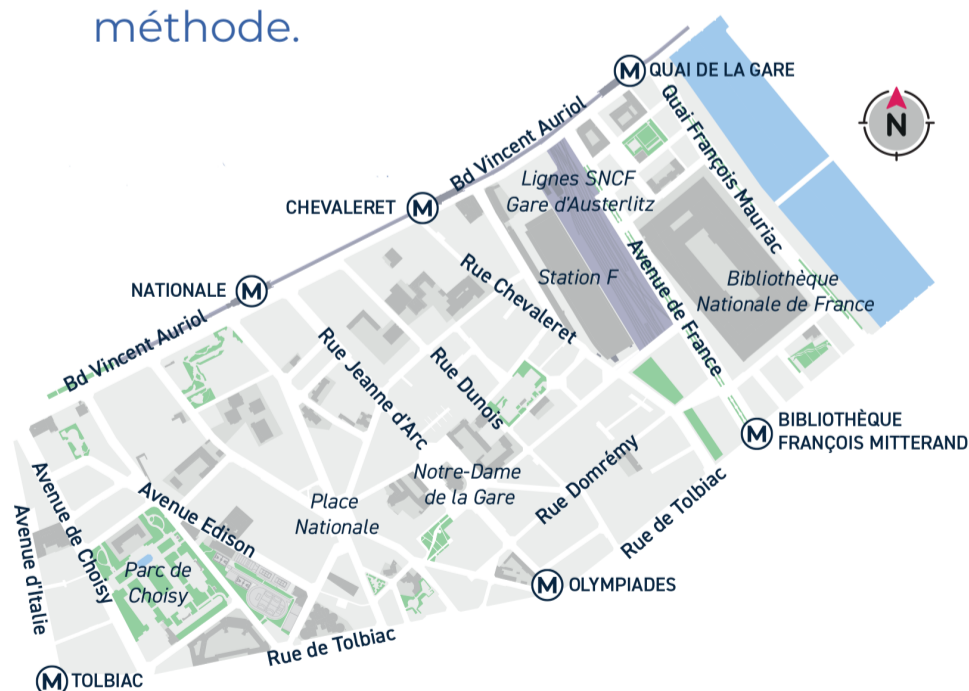 méthode.
M QUAI DE LA GARE
N
Quai François Mauriac
Bd Vincent Auriol
Lignes SNCF
Gare d'Austerlitz
CHEVALERET M
Station F
Rue Chevaleret
Avenue de France
Bibliothèque
Nationale de France
NATIONALE M
Bd Vincent Auriol
Rue Jeanne d'Arc
Rue Dunois
M BIBLIOTHÈQUE
FRANÇOIS MITTERAND
Notre-Dame
de la Gare
Rue Domrémy
Rue de Tolbiac
Place
Nationale
Avenue Edison
Avenue de Choisy
Avenue d'Italie
Parc de
Choisy
M OLYMPIADES
Rue de Tolbiac
M TOLBIAC